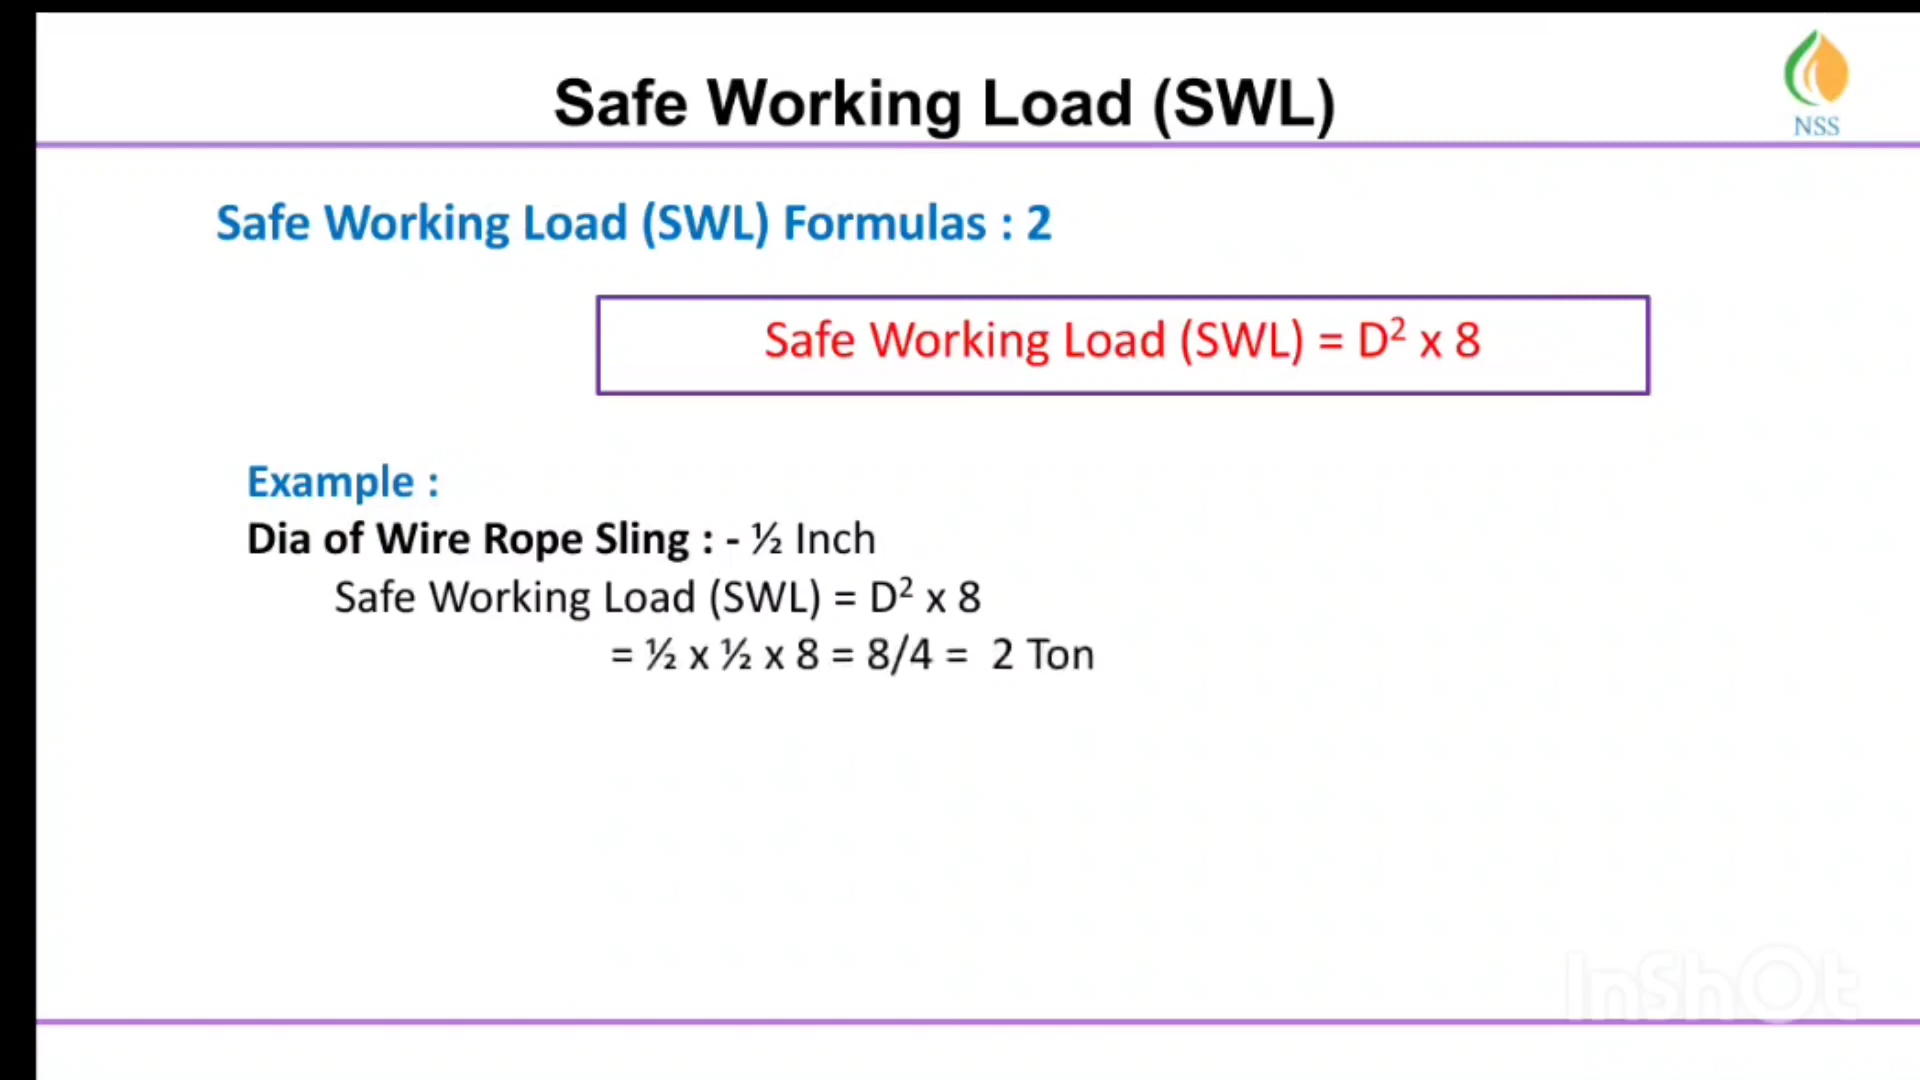 Safe Working Load (SWL)
NSS
Safe Working Load (SWL) Formulas : 2
Safe Working Load (SWL) = D² x 8
Example :
Dia of Wire Rope Sling : - ½ Inch
Safe Working Load (SWL) = D² x 8
= ½ x ½ x 8 = 8/4 = 2 Ton
InShOt